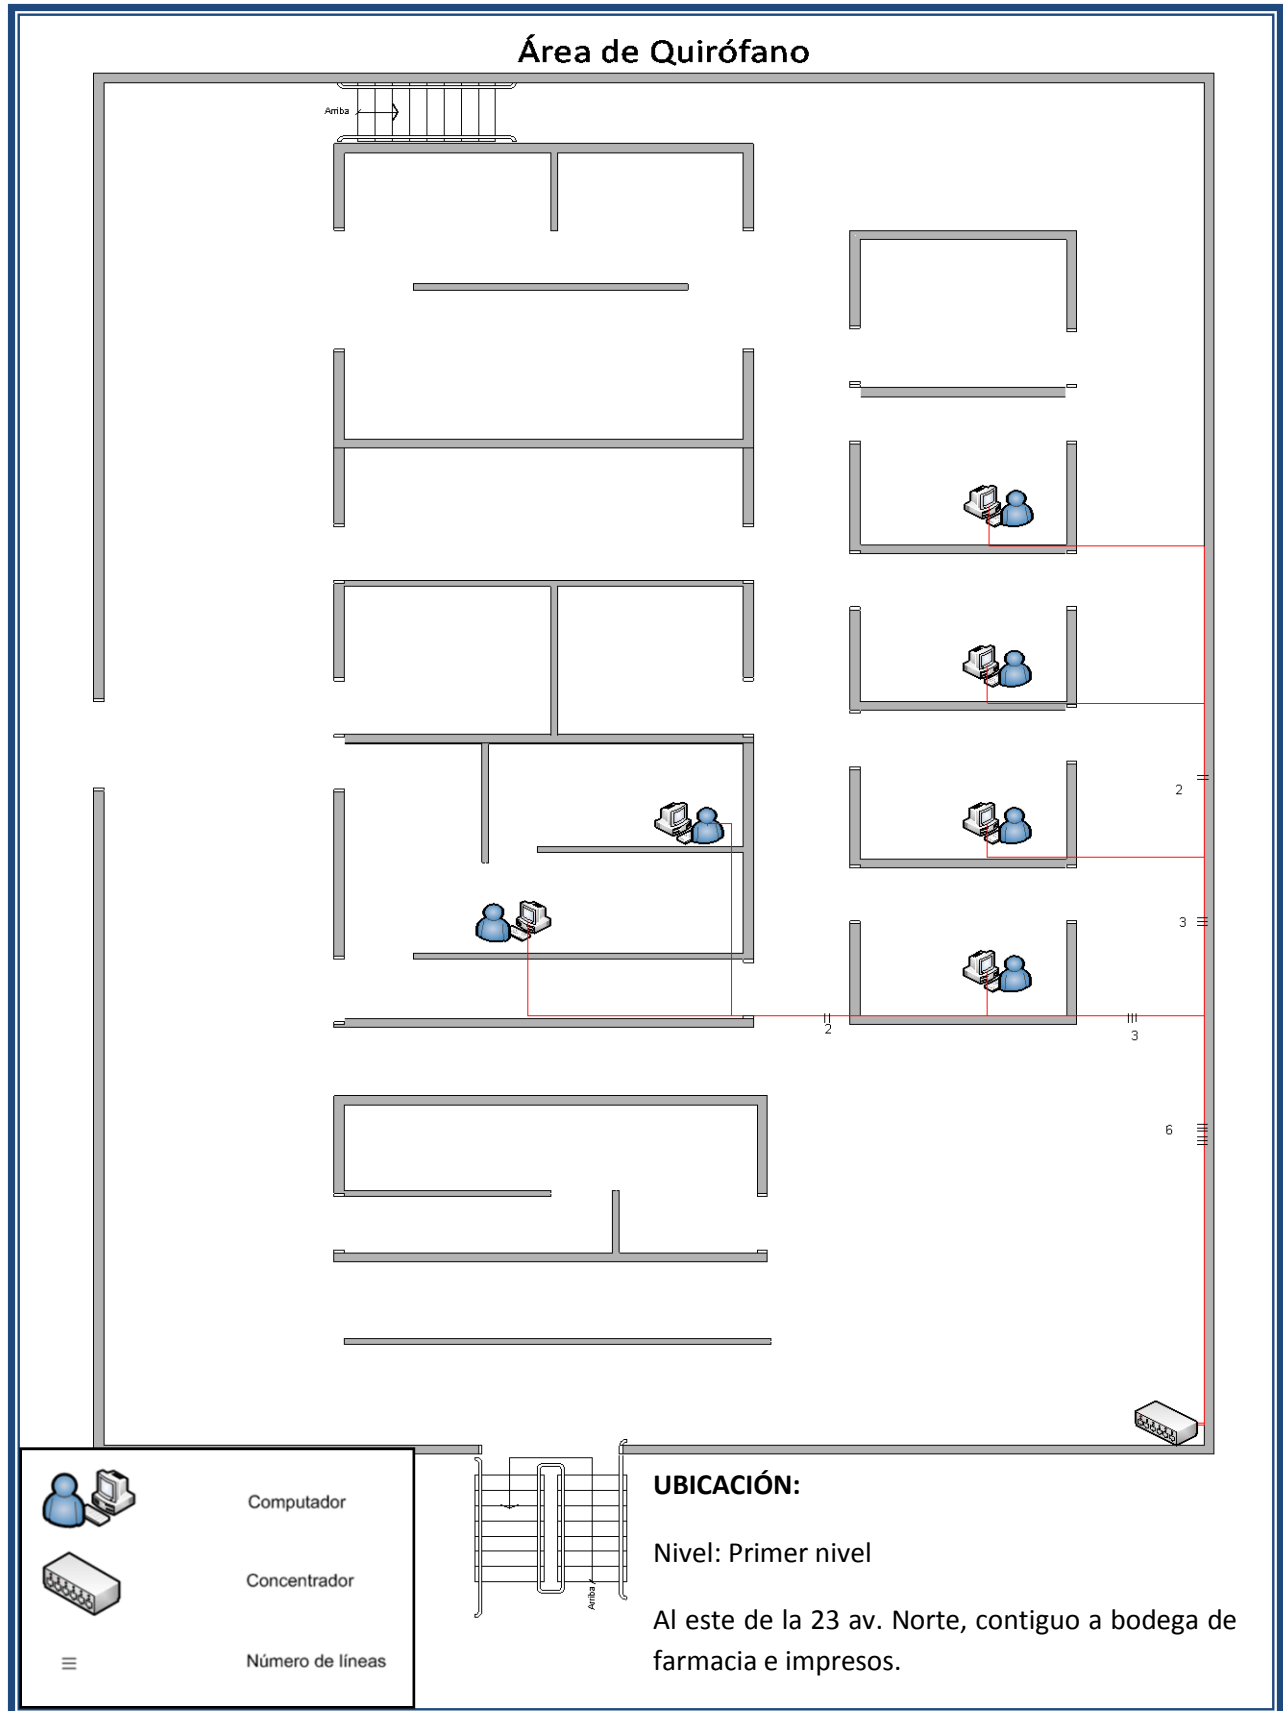 Área de Quirófano
Arriba
2
3
2
3
6
Computador
Concentrador
Número de líneas
Arriba
UBICACIÓN:
Nivel: Primer nivel
Al este de la 23 av. Norte, contiguo a bodega de
farmacia e impresos.